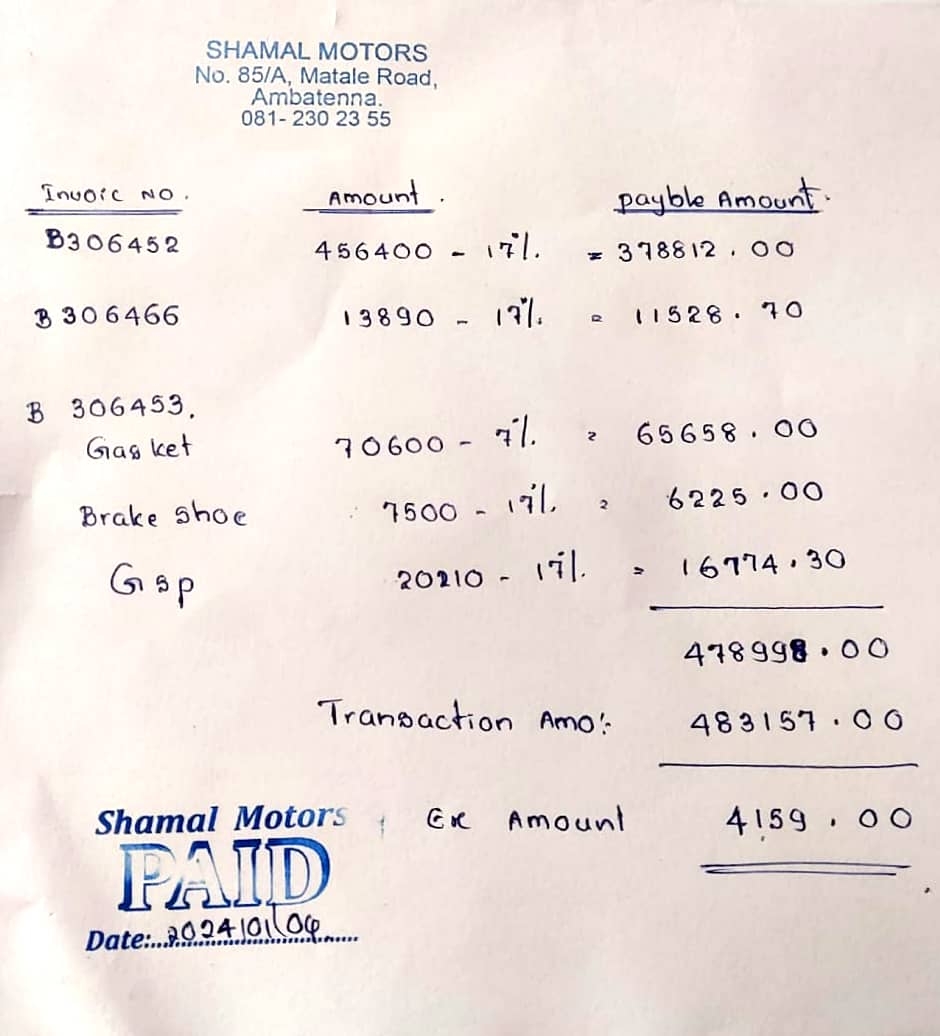 SHAMAL MOTORS
No. 85/A, Matale Road,
Ambatenna.
081- 230 23 55
Invoic NO. Amount. payble Amount.
B306452 456400 - 17% = 378812.00
B 306466 13890 - 17% = 11528.70
B 306453.
Gasket 70600 - 7% = 65658.00
Brake shoe 7500 - 17% = 6225.00
Gsp 20210 - 17% = 16774.30
478998.00
Transaction Amo:- 483157.00
Ex Amount 4159.00
Shamal Motors
PAID
Date:...2024/01/04......